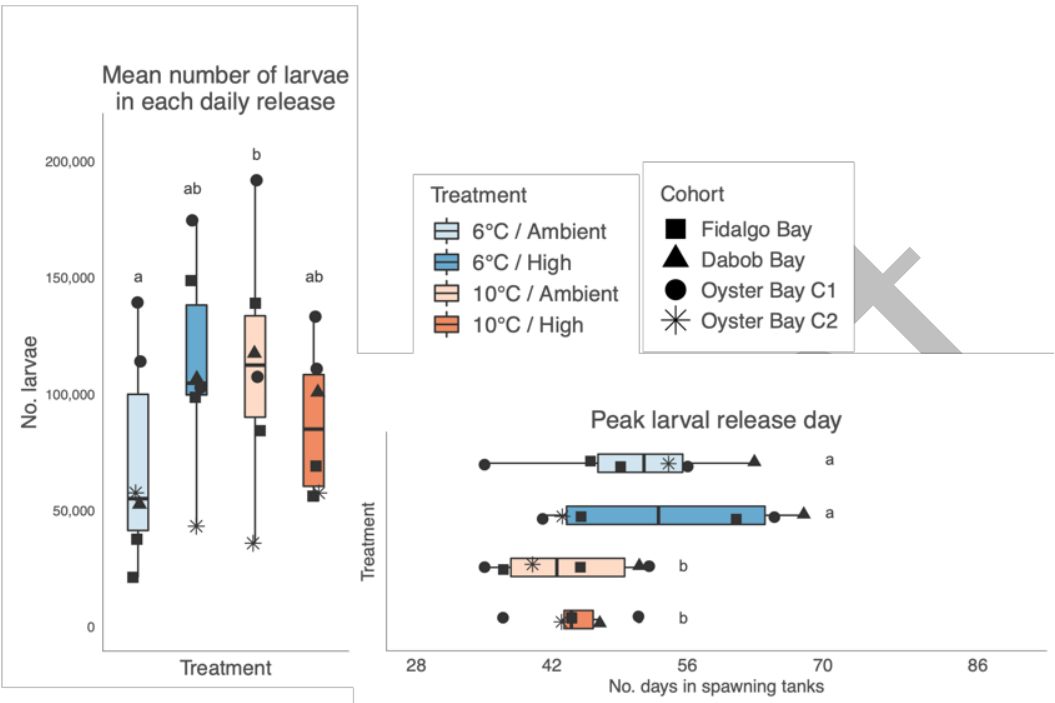 Mean number of larvae
in each daily release
200,000
150,000
100,000
50,000
0
No. larvae
a
ab
b
ab
Treatment
Treatment
6°C / Ambient
6°C / High
10°C / Ambient
10°C / High
Cohort
Fidalgo Bay
Dabob Bay
Oyster Bay C1
Oyster Bay C2
Peak larval release day
Treatment
a
a
b
b
28 42 56 70 86
No. days in spawning tanks